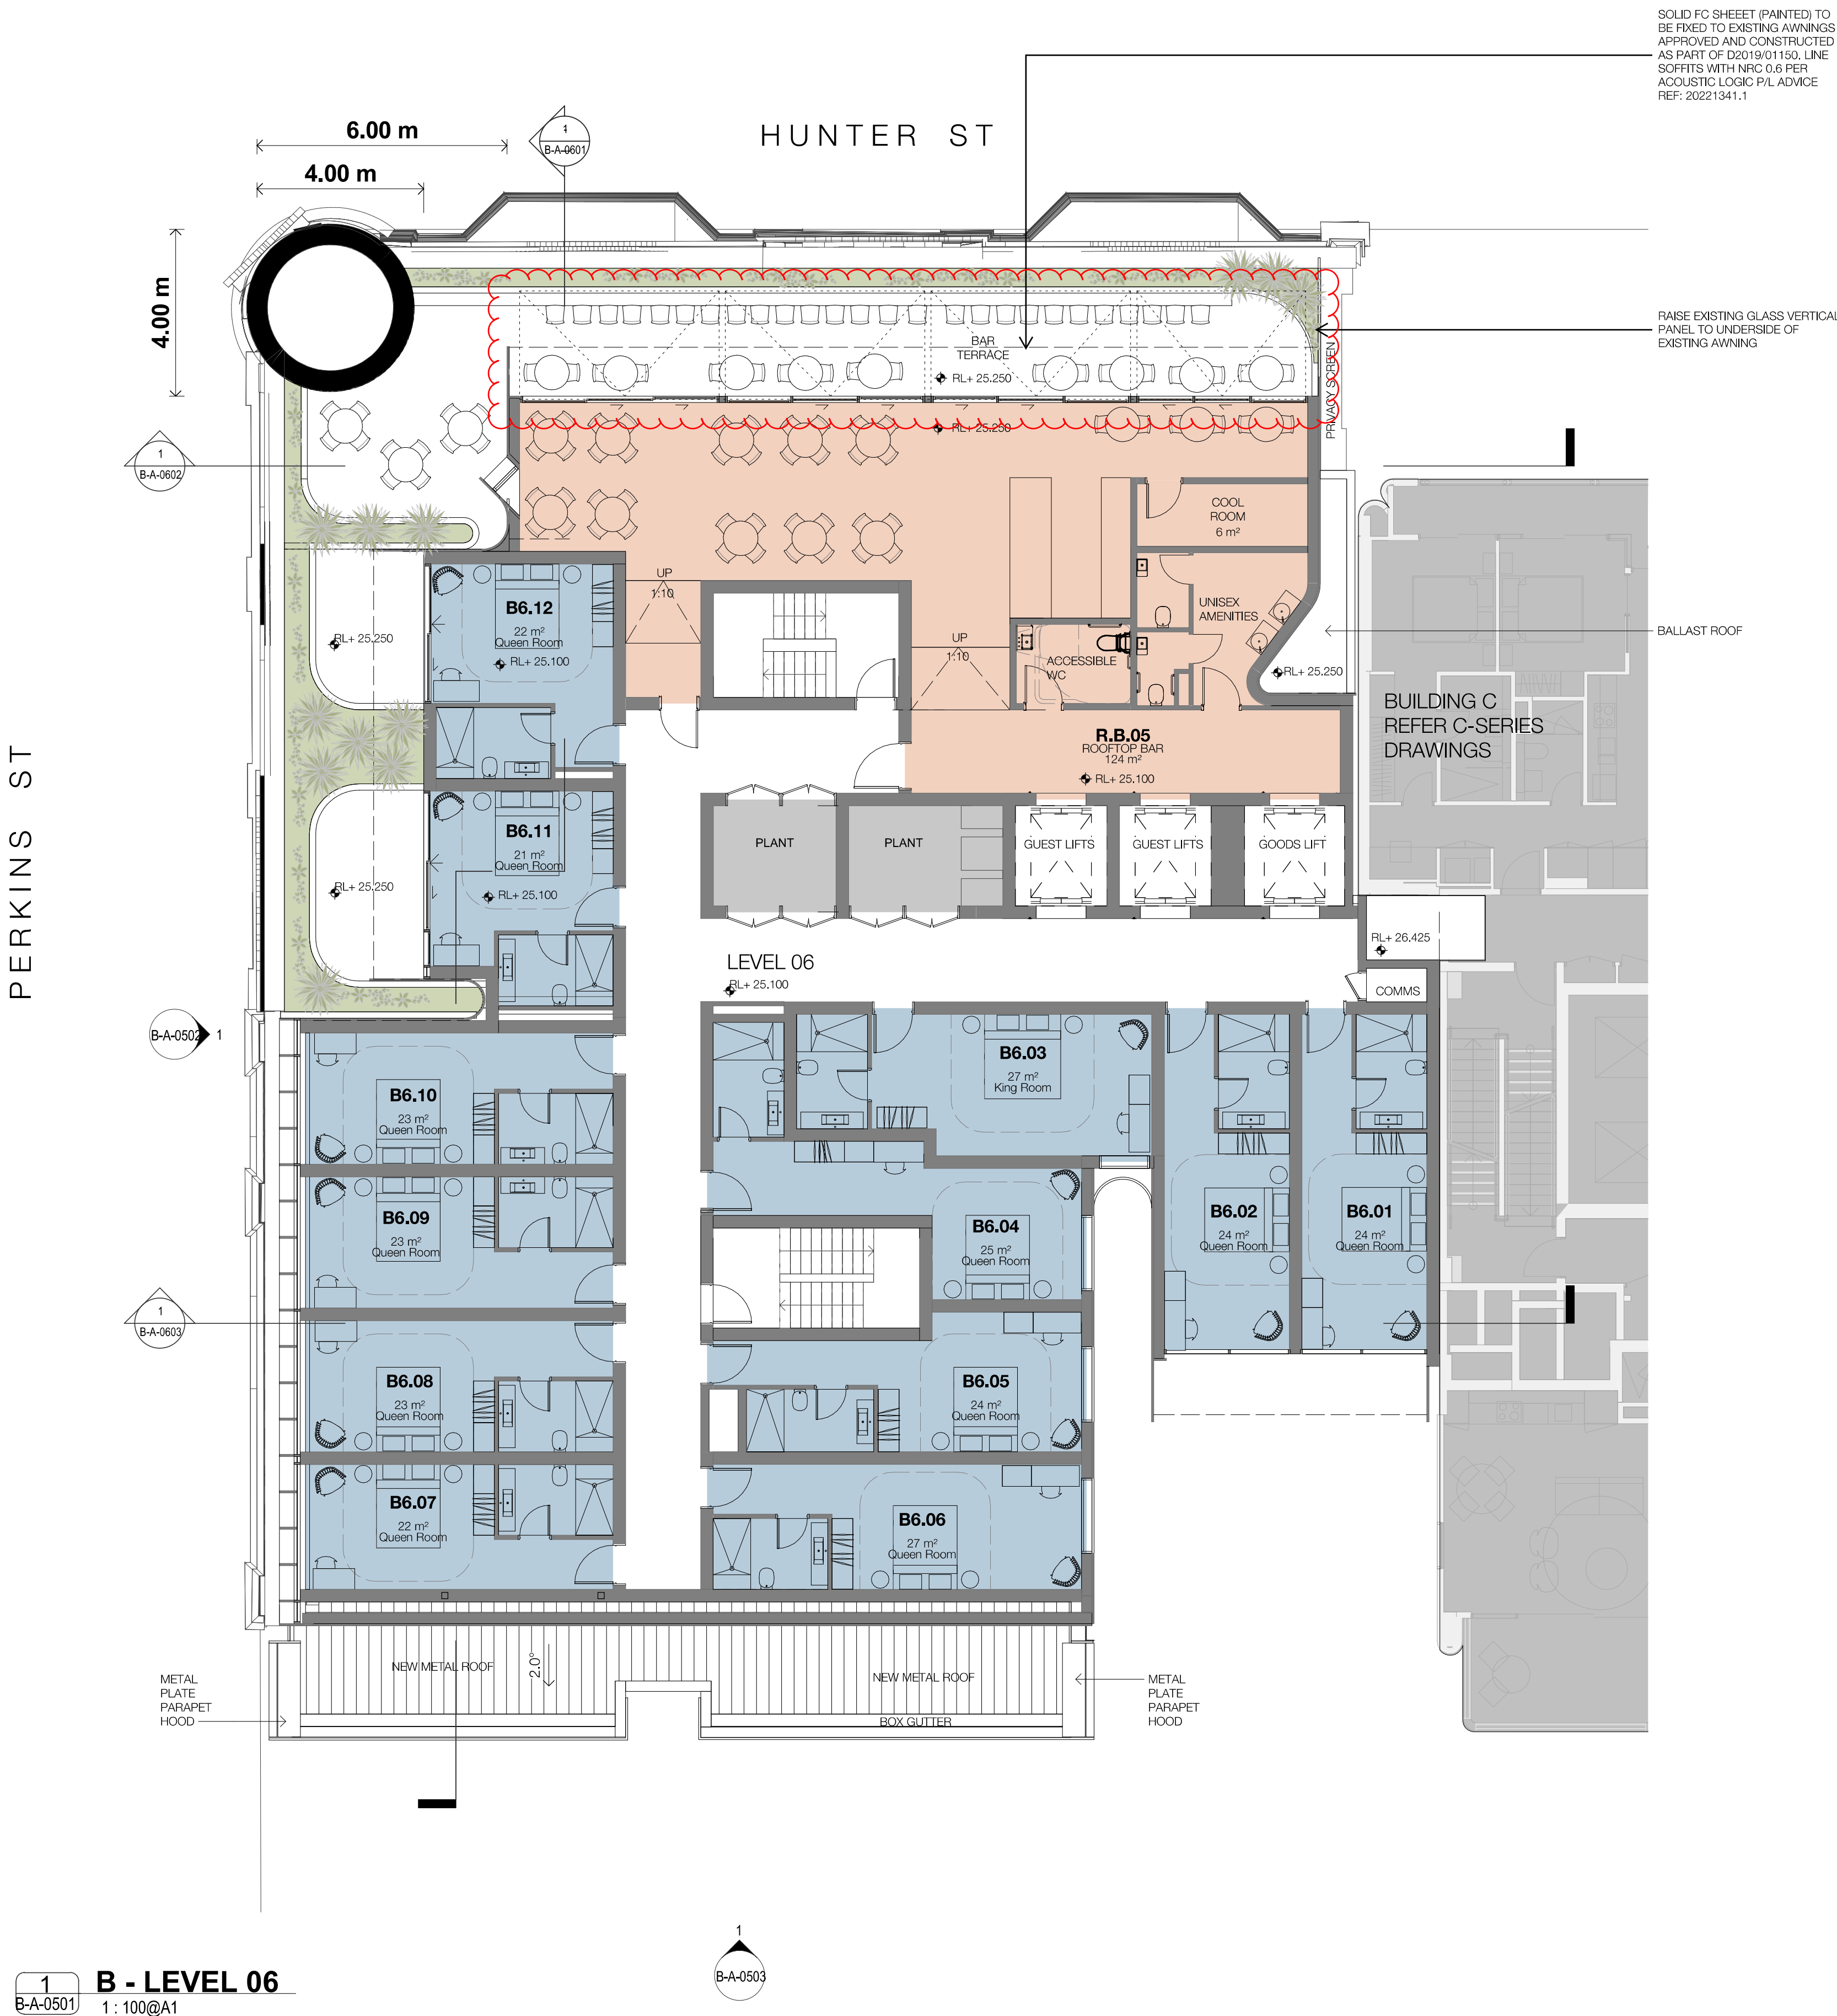 SOLID FC SHEEET (PAINTED) TO
BE FIXED TO EXISTING AWNINGS
APPROVED AND CONSTRUCTED
AS PART OF D2019/01150. LINE
SOFFITS WITH NRC 0.6 PER
ACOUSTIC LOGIC P/L ADVICE
REF: 20221341.1
6.00 m
1
B-A-0601
HUNTER ST
4.00 m
4.00 m
RAISE EXISTING GLASS VERTICAL
PANEL TO UNDERSIDE OF
EXISTING AWNING
BAR
TERRACE
RL+ 25.250
PRIVACY SCREEN
RL+ 25.250
1
B-A-0602
COOL
ROOM
6 m²
UP
1:10
B6.12
22 m²
Queen Room
RL+ 25.100
RL+ 25.250
UNISEX
AMENITIES
UP
1:10
ACCESSIBLE
WC
BALLAST ROOF
RL+ 25.250
BUILDING C
REFER C-SERIES
DRAWINGS
R.B.05
ROOFTOP BAR
124 m²
RL+ 25.100
PERKINS ST
B6.11
21 m²
Queen Room
RL+ 25.100
RL+ 25.250
PLANT
PLANT
GUEST LIFTS
GUEST LIFTS
GOODS LIFT
RL+ 26.425
LEVEL 06
RL+ 25.100
COMMS
B-A-0502
1
B6.10
23 m²
Queen Room
B6.03
27 m²
King Room
B6.09
23 m²
Queen Room
B6.04
25 m²
Queen Room
B6.02
24 m²
Queen Room
B6.01
24 m²
Queen Room
1
B-A-0603
B6.08
23 m²
Queen Room
B6.05
24 m²
Queen Room
B6.07
22 m²
Queen Room
B6.06
27 m²
Queen Room
NEW METAL ROOF
2.0°
NEW METAL ROOF
METAL
PLATE
PARAPET
HOOD
METAL
PLATE
PARAPET
HOOD
BOX GUTTER
1
B-A-0503
1
B-A-0501
B - LEVEL 06
1 : 100@A1